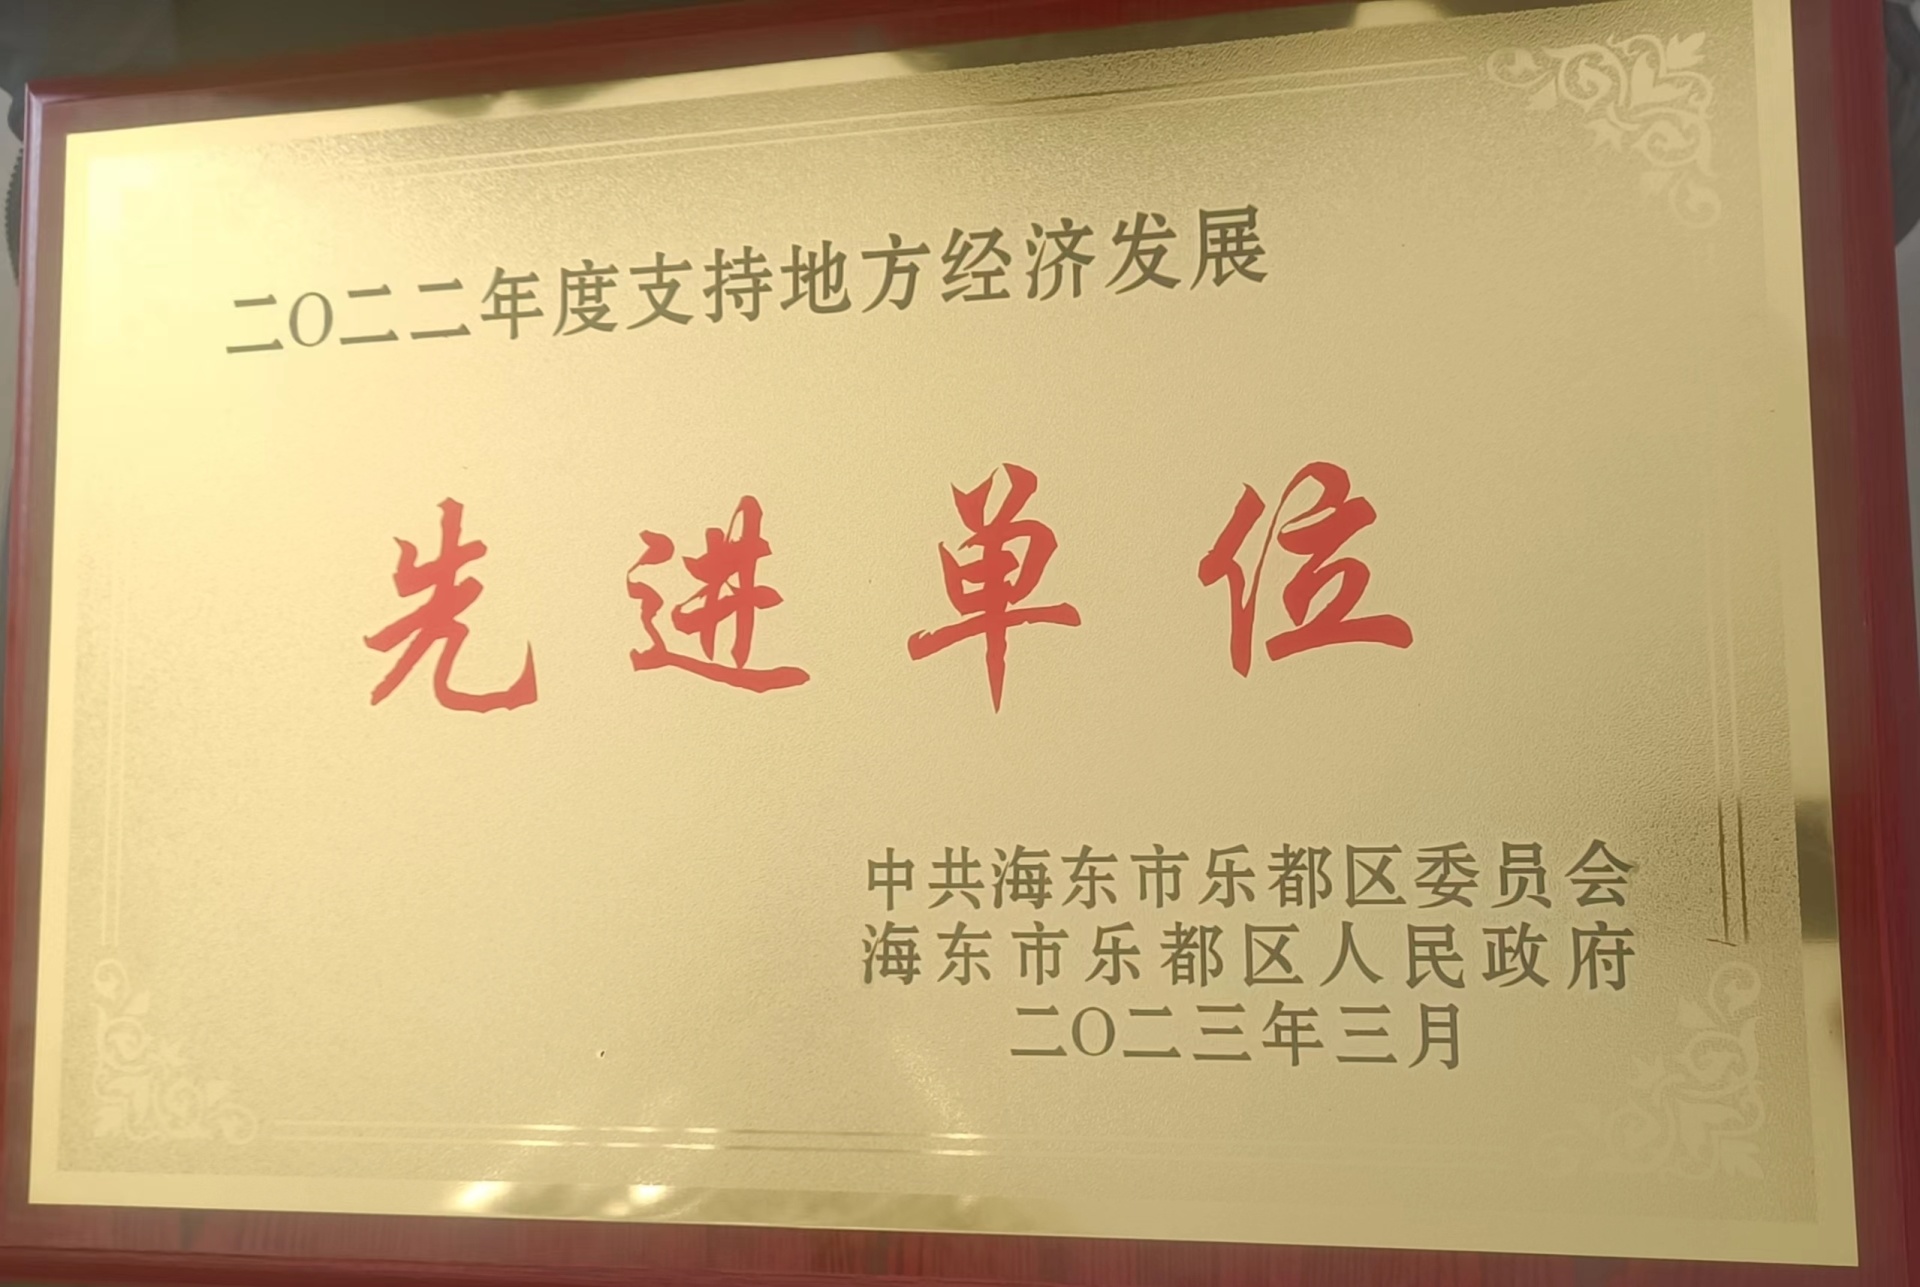 二〇二二年度支持地方经济发展
先进单位
中共海东市乐都区委员会
海东市乐都区人民政府
二〇二三年三月